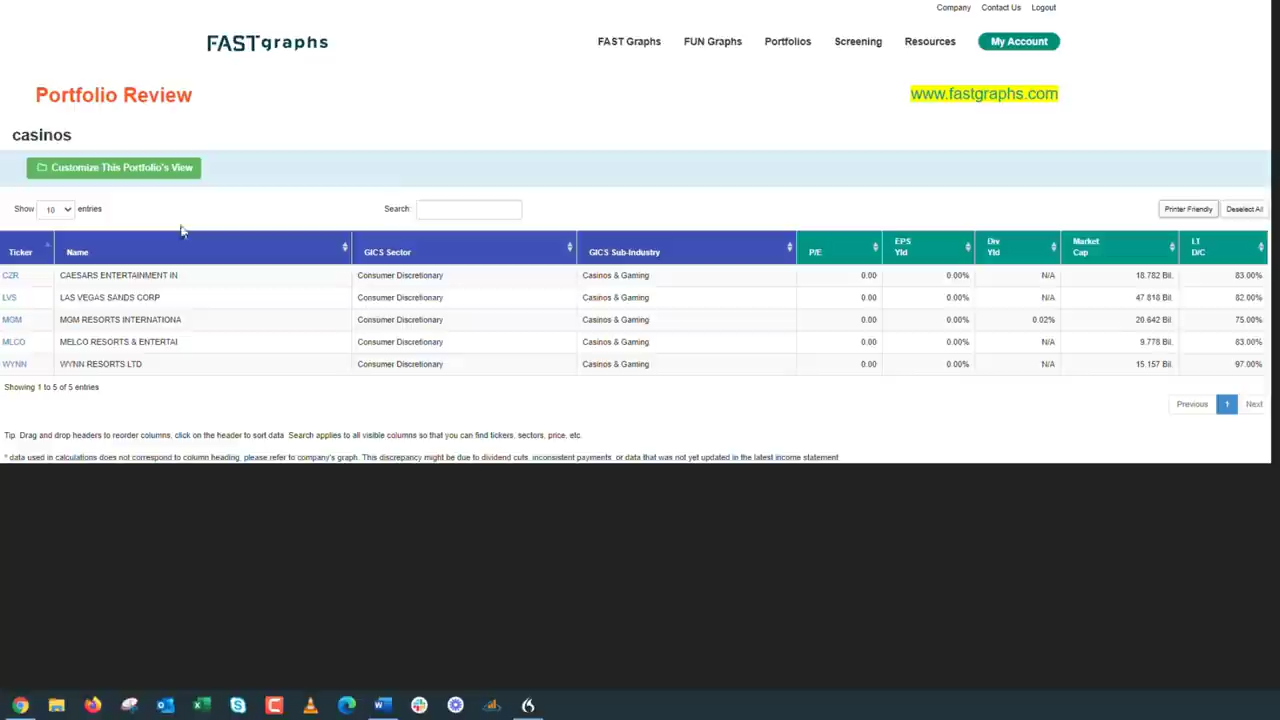 Company Contact Us Logout
FASTgraphs FAST Graphs FUN Graphs Portfolios Screening Resources My Account
Portfolio Review www.fastgraphs.com
casinos
Customize This Portfolio's View
Show 10 entries Search: Printer Friendly Deselect All
Ticker Name GICS Sector GICS Sub-Industry P/E EPS Yld Div Yld Market Cap LT D/C
CZR CAESARS ENTERTAINMENT IN Consumer Discretionary Casinos & Gaming 0.00 0.00% N/A 18.782 Bil. 83.00%
LVS LAS VEGAS SANDS CORP Consumer Discretionary Casinos & Gaming 0.00 0.00% N/A 47.818 Bil. 82.00%
MGM MGM RESORTS INTERNATIONA Consumer Discretionary Casinos & Gaming 0.00 0.00% 0.02% 20.642 Bil. 75.00%
MLCO MELCO RESORTS & ENTERTAI Consumer Discretionary Casinos & Gaming 0.00 0.00% N/A 9.778 Bil. 83.00%
WYNN WYNN RESORTS LTD Consumer Discretionary Casinos & Gaming 0.00 0.00% N/A 15.157 Bil. 97.00%
Showing 1 to 5 of 5 entries
Previous 1 Next
Tip. Drag and drop headers to reorder columns, click on the header to sort data. Search applies to all visible columns so that you can find tickers, sectors, price, etc.
* data used in calculations does not correspond to column heading, please refer to company's graph. This discrepancy might be due to dividend cuts, inconsistent payments, or data that was not yet updated in the latest income statement